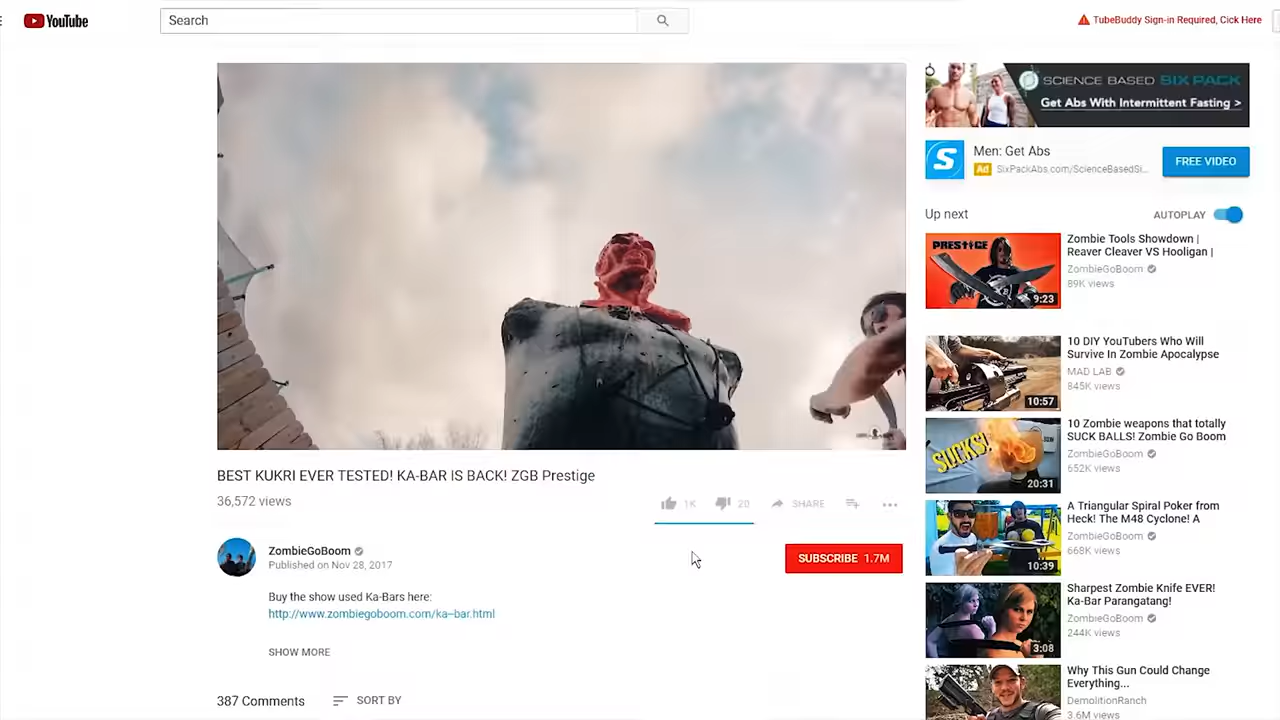 YouTube
Search
TubeBuddy Sign-in Required, Cick Here
SCIENCE BASED SIX PACK
Get Abs With Intermittent Fasting >
Men: Get Abs
Ad SixPackAbs.com/ScienceBasedSi...
FREE VIDEO
Up next
AUTOPLAY
PRESTIGE
9:23
Zombie Tools Showdown |
Reaver Cleaver VS Hooligan |
ZombieGoBoom
89K views
10:57
10 DIY YouTubers Who Will
Survive In Zombie Apocalypse
MAD LAB
845K views
SUCKS!
20:31
10 Zombie weapons that totally
SUCK BALLS! Zombie Go Boom
ZombieGoBoom
652K views
10:39
A Triangular Spiral Poker from
Heck! The M48 Cyclone! A
ZombieGoBoom
668K views
3:08
Sharpest Zombie Knife EVER!
Ka-Bar Parangatang!
ZombieGoBoom
244K views
Why This Gun Could Change
Everything...
DemolitionRanch
3.6M views
BEST KUKRI EVER TESTED! KA-BAR IS BACK! ZGB Prestige
36,572 views
1K
20
SHARE
ZombieGoBoom
Published on Nov 28, 2017
SUBSCRIBE 1.7M
Buy the show used Ka-Bars here:
http://www.zombiegoboom.com/ka-bar.html
SHOW MORE
387 Comments
SORT BY